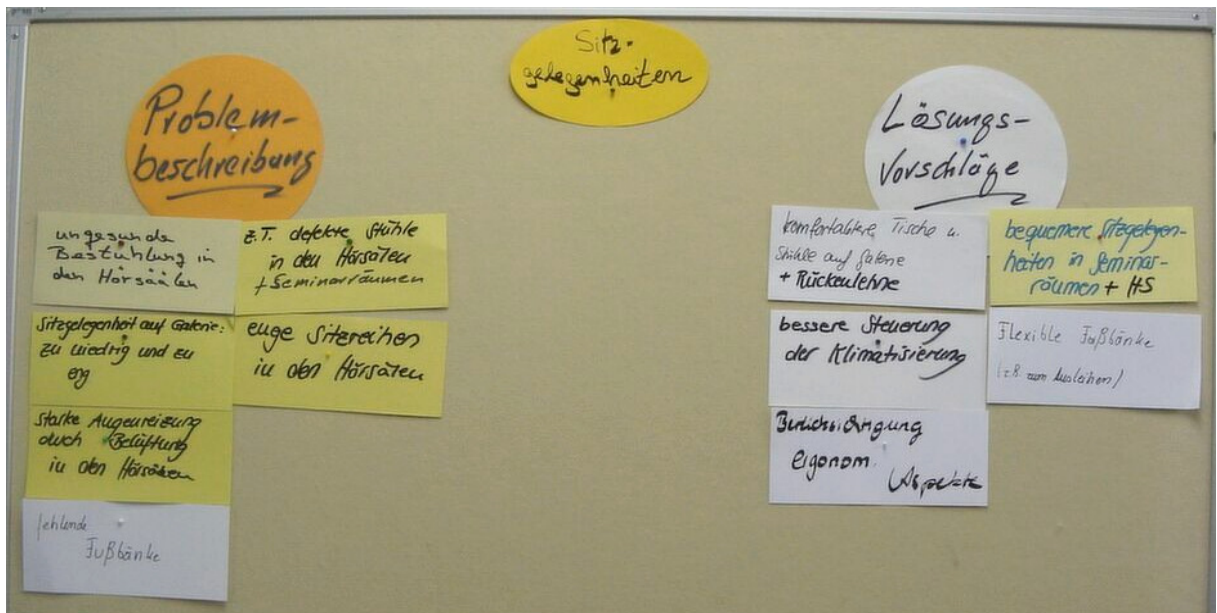 Sitz-
gelegenheiten
Problem-
beschreibung
ungesunde
Bestuhlung in
den Hörsäälen
z.T. defekte Stühle
in den Hörsälen
+ Seminarräumen
Sitzgelegenheit auf Galerie:
zu niedrig und zu
eng
enge Sitzreihen
in den Hörsälen
starke Augenreizung
durch Belüftung
in den Hörsälen
fehlende
Fußbänke
Lösungs-
Vorschläge
komfortablere Tische u.
Stühle auf Galerie
+ Rückenlehne
bequemere Sitzgelegen-
heiten in Seminar-
räumen + HS
bessere Steuerung
der Klimatisierung
Flexible Fußbänke
(z.B. zum Ausleihen)
Berücksichtigung
ergonom.
Aspekte